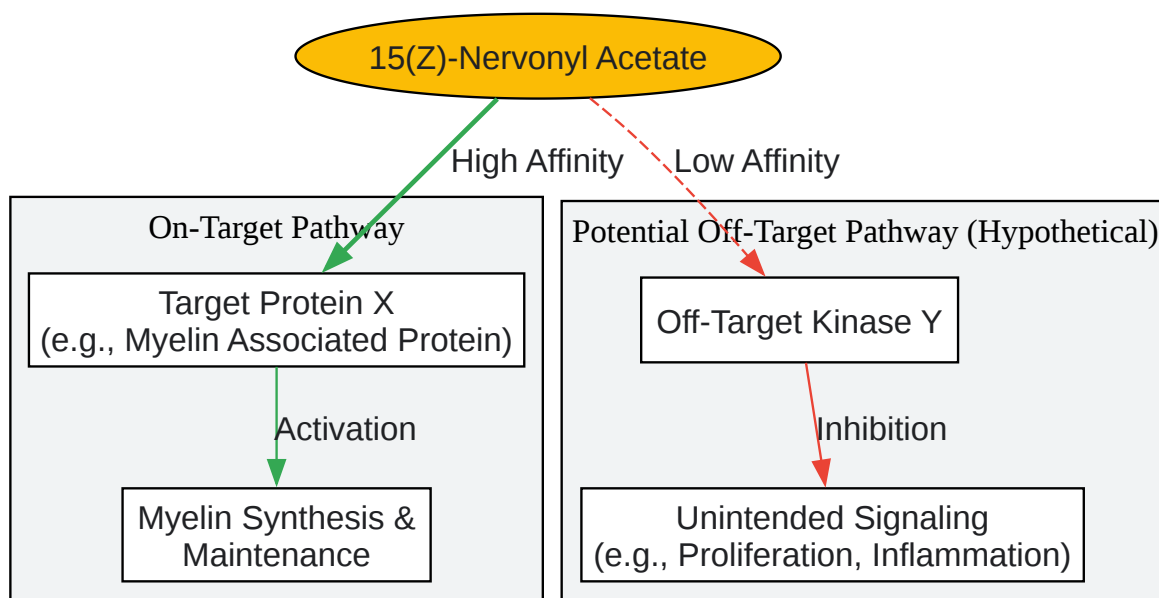 15(Z)-Nervonyl Acetate
High Affinity
Low Affinity
On-Target Pathway
Potential Off-Target Pathway (Hypothetical)
Target Protein X
(e.g., Myelin Associated Protein)
Off-Target Kinase Y
Activation
Inhibition
Myelin Synthesis &
Maintenance
Unintended Signaling
(e.g., Proliferation, Inflammation)